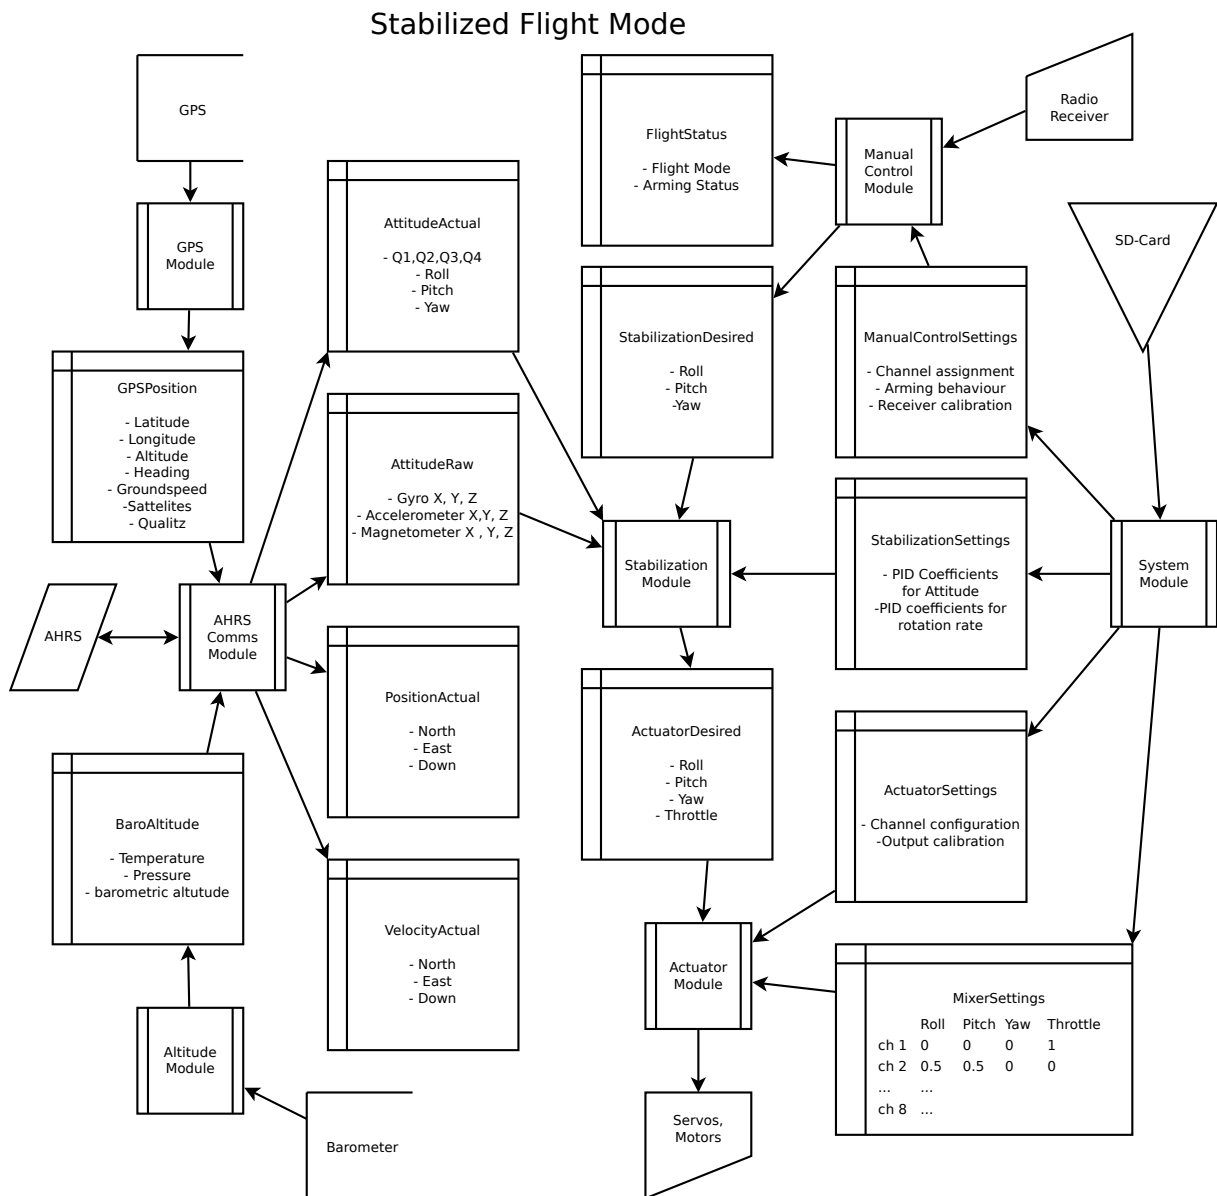 Stabilized Flight Mode
GPS
GPS
Module
GPSPosition
- Latitude
- Longitude
- Altitude
- Heading
- Groundspeed
-Sattelites
- Qualitz
AHRS
AHRS
Comms
Module
BaroAltitude
- Temperature
- Pressure
- barometric altutude
Altitude
Module
Barometer
AttitudeActual
- Q1,Q2,Q3,Q4
- Roll
- Pitch
- Yaw
AttitudeRaw
- Gyro X, Y, Z
- Accelerometer X,Y, Z
- Magnetometer X , Y, Z
PositionActual
- North
- East
- Down
VelocityActual
- North
- East
- Down
FlightStatus
- Flight Mode
- Arming Status
StabilizationDesired
- Roll
- Pitch
-Yaw
Stabilization
Module
ActuatorDesired
- Roll
- Pitch
- Yaw
- Throttle
Actuator
Module
Servos,
Motors
Manual
Control
Module
Radio
Receiver
ManualControlSettings
- Channel assignment
- Arming behaviour
- Receiver calibration
SD-Card
StabilizationSettings
- PID Coefficients
for Attitude
-PID coefficients for
rotation rate
System
Module
ActuatorSettings
- Channel configuration
-Output calibration
MixerSettings
Roll Pitch Yaw Throttle
ch 1 0 0 0 1
ch 2 0.5 0.5 0 0
... ...
ch 8 ...